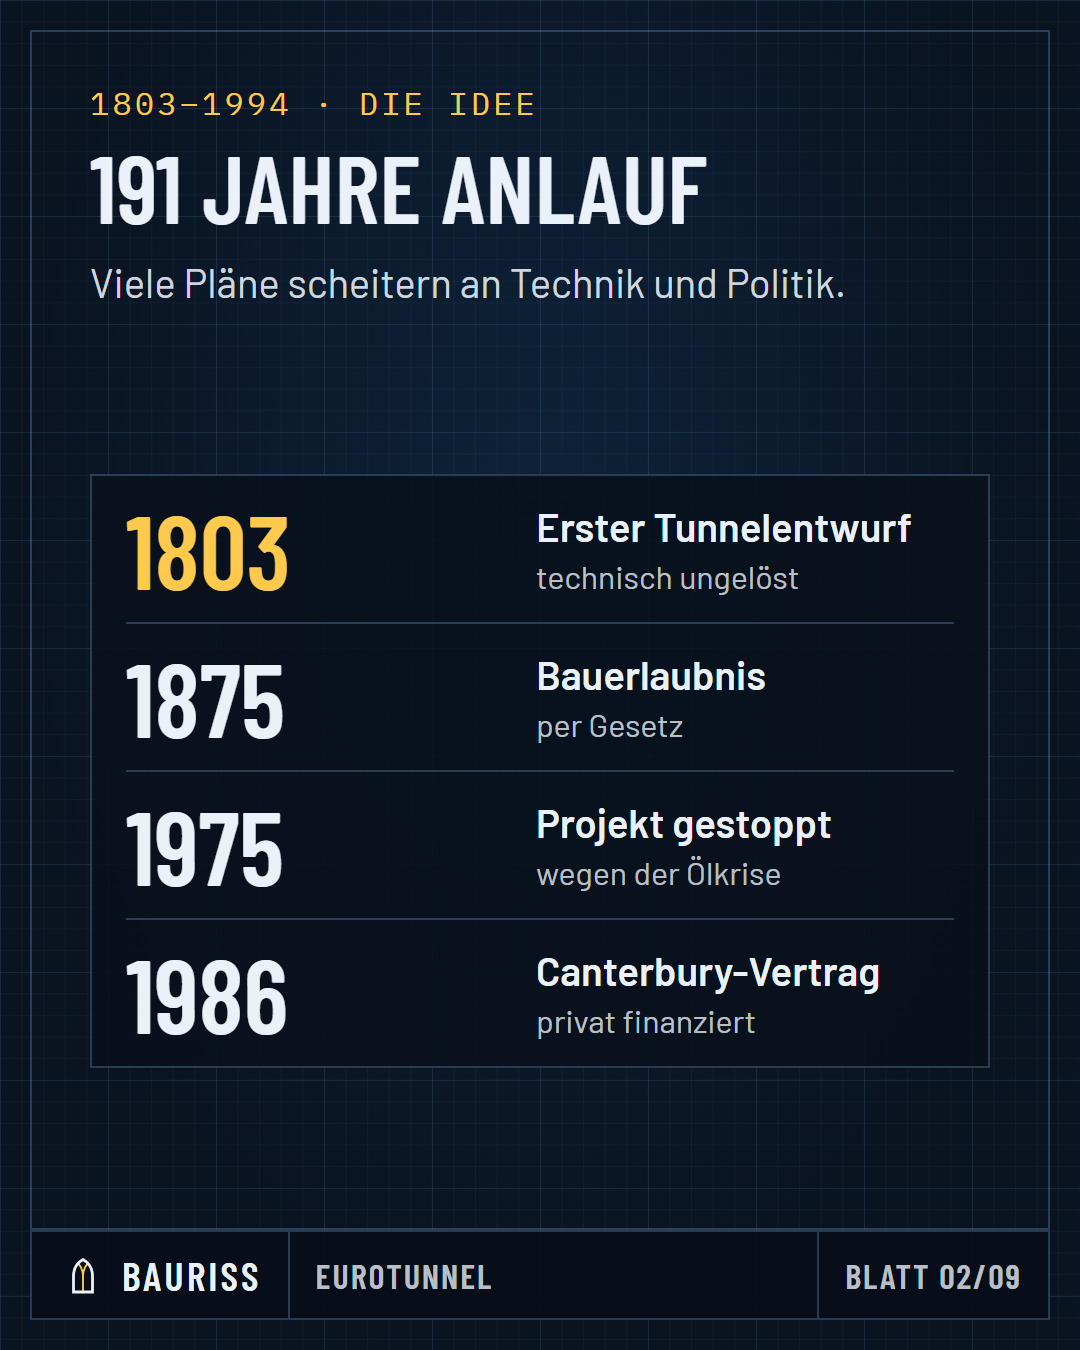 1803–1994 · DIE IDEE
191 JAHRE ANLAUF
Viele Pläne scheitern an Technik und Politik.
1803
Erster Tunnelentwurf
technisch ungelöst
1875
Bauerlaubnis
per Gesetz
1975
Projekt gestoppt
wegen der Ölkrise
1986
Canterbury-Vertrag
privat finanziert
BAURISS
EUROTUNNEL
BLATT 02/09